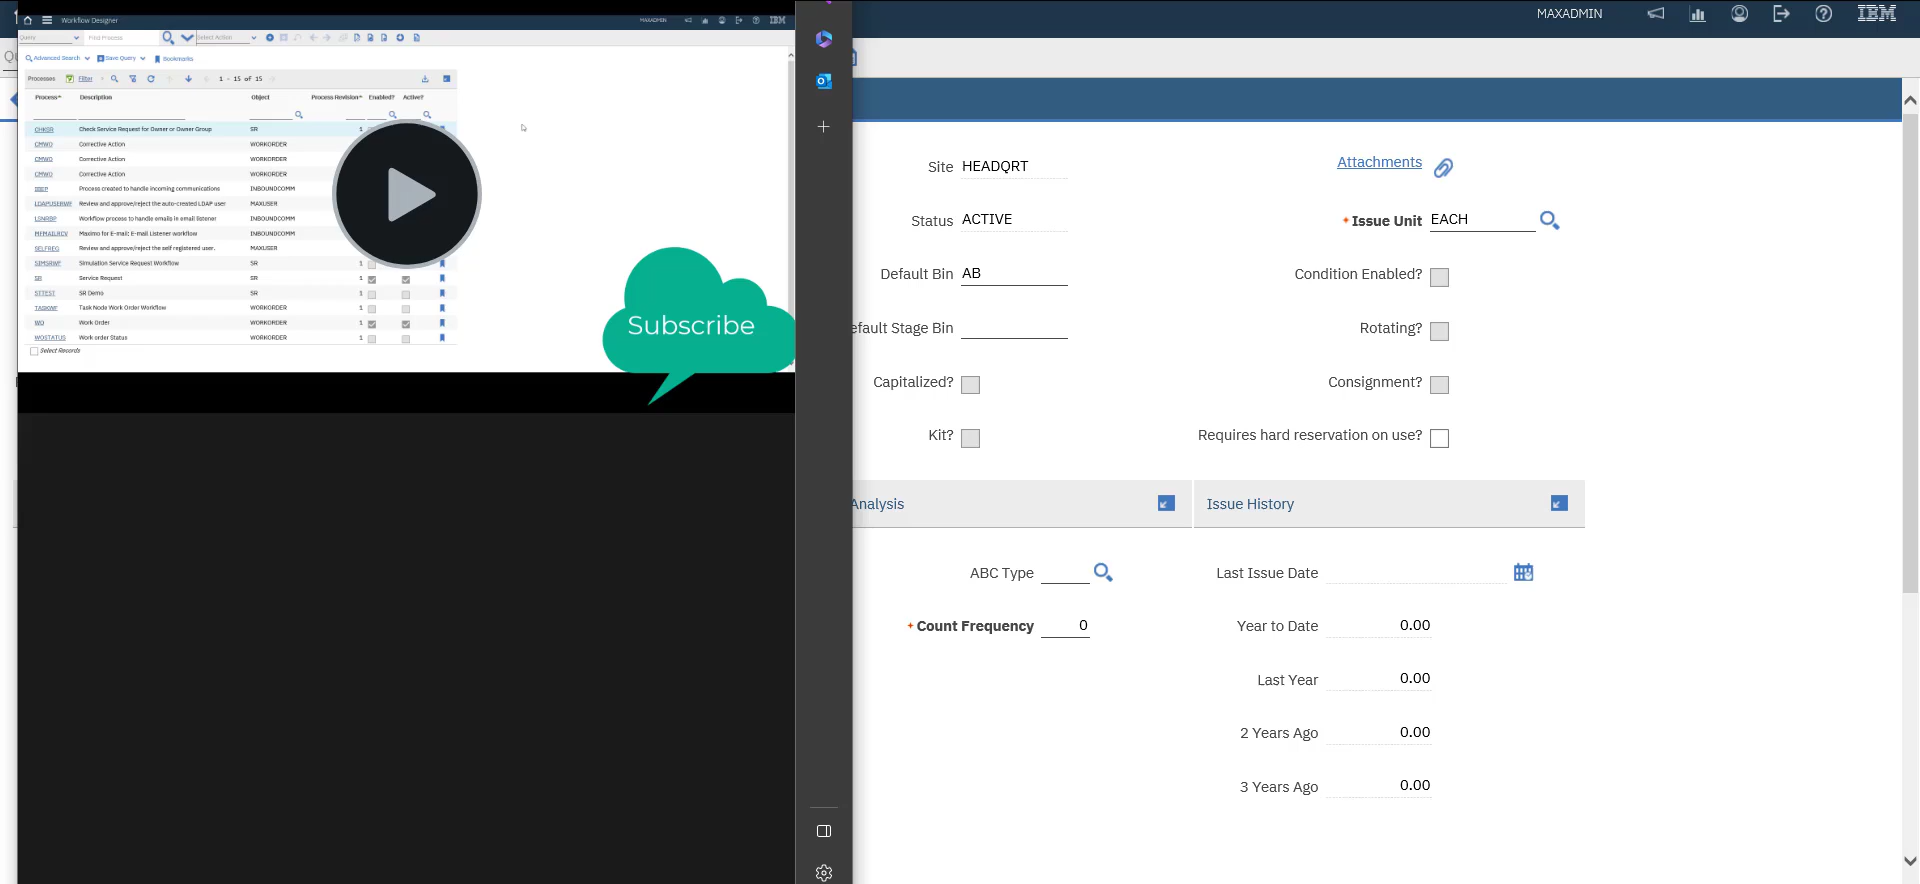 Workflow Designer
MAXADMIN
IBM
Query
Find Process
Select Action
Advanced Search
Save Query
Bookmarks
Processes
Filter
1 - 15 of 15
Process
Description
Object
Process Revision
Enabled?
Active?
CHKSR Check Service Request for Owner or Owner Group SR 1
CMWO Corrective Action WORKORDER
CMWO Corrective Action WORKORDER
CMWO Corrective Action WORKORDER
IBEP Process created to handle incoming communications INBOUNDCOMM
LDAPUSERWF Review and approve/reject the auto-created LDAP user MAXUSER
LSNRBP Workflow process to handle emails in email listener INBOUNDCOMM
MFMAILRCV Maximo for E-mail: E-mail Listener workflow INBOUNDCOMM
SELFREG Review and approve/reject the self registered user. MAXUSER
SIMSRWF Simulation Service Request Workflow SR 1
SR Service Request SR 1
STTEST SR Demo SR 1
TASKWF Task Node Work Order Workflow WORKORDER 1
WO Work Order WORKORDER 1
WOSTATUS Work order Status WORKORDER 1
Select Records
Subscribe
MAXADMIN
IBM
Site HEADQRT
Attachments
Status ACTIVE
Issue Unit EACH
Default Bin AB
Condition Enabled?
efault Stage Bin
Rotating?
Capitalized?
Consignment?
Kit?
Requires hard reservation on use?
Analysis
Issue History
ABC Type
Last Issue Date
Count Frequency 0
Year to Date 0.00
Last Year 0.00
2 Years Ago 0.00
3 Years Ago 0.00